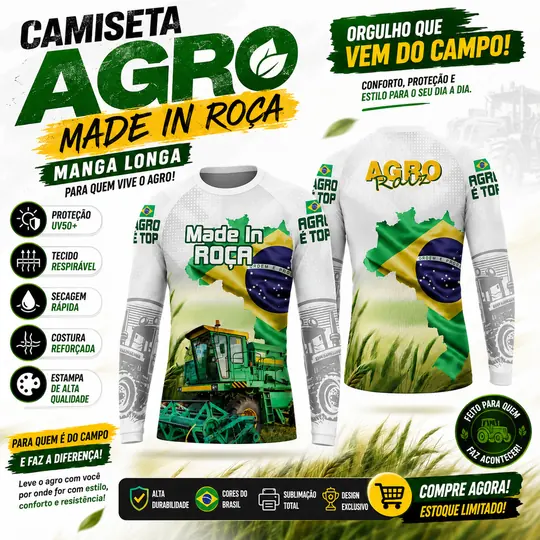 CAMISETA
AGRO
MADE IN ROÇA
MANGA LONGA
PARA QUEM VIVE O AGRO!
ORGULHO QUE
VEM DO CAMPO!
CONFORTO, PROTEÇÃO E
ESTILO PARA O SEU DIA A DIA.
PROTEÇÃO
UV50+
TECIDO
RESPIRÁVEL
SECAGEM
RÁPIDA
COSTURA
REFORÇADA
ESTAMPA
DE ALTA
QUALIDADE
AGRO
É TOP
Made In
ROÇA
AGRO
É TOP
AGRO
Raiz
AGRO
É TOP
PARA QUEM É DO CAMPO
E FAZ A DIFERENÇA!
Leve o agro com você
por onde for com estilo,
conforto e resistência!
FEITO PARA QUEM
FAZ ACONTECER!
ALTA
DURABILIDADE
CORES DO
BRASIL
SUBLIMAÇÃO
TOTAL
DESIGN
EXCLUSIVO
COMPRE AGORA!
ESTOQUE LIMITADO!